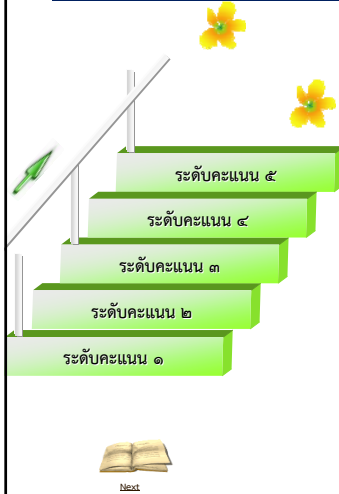 ระดับคะแนน ๕
ระดับคะแนน ๔
ระดับคะแนน ๓
ระดับคะแนน ๒
ระดับคะแนน ๑
Next